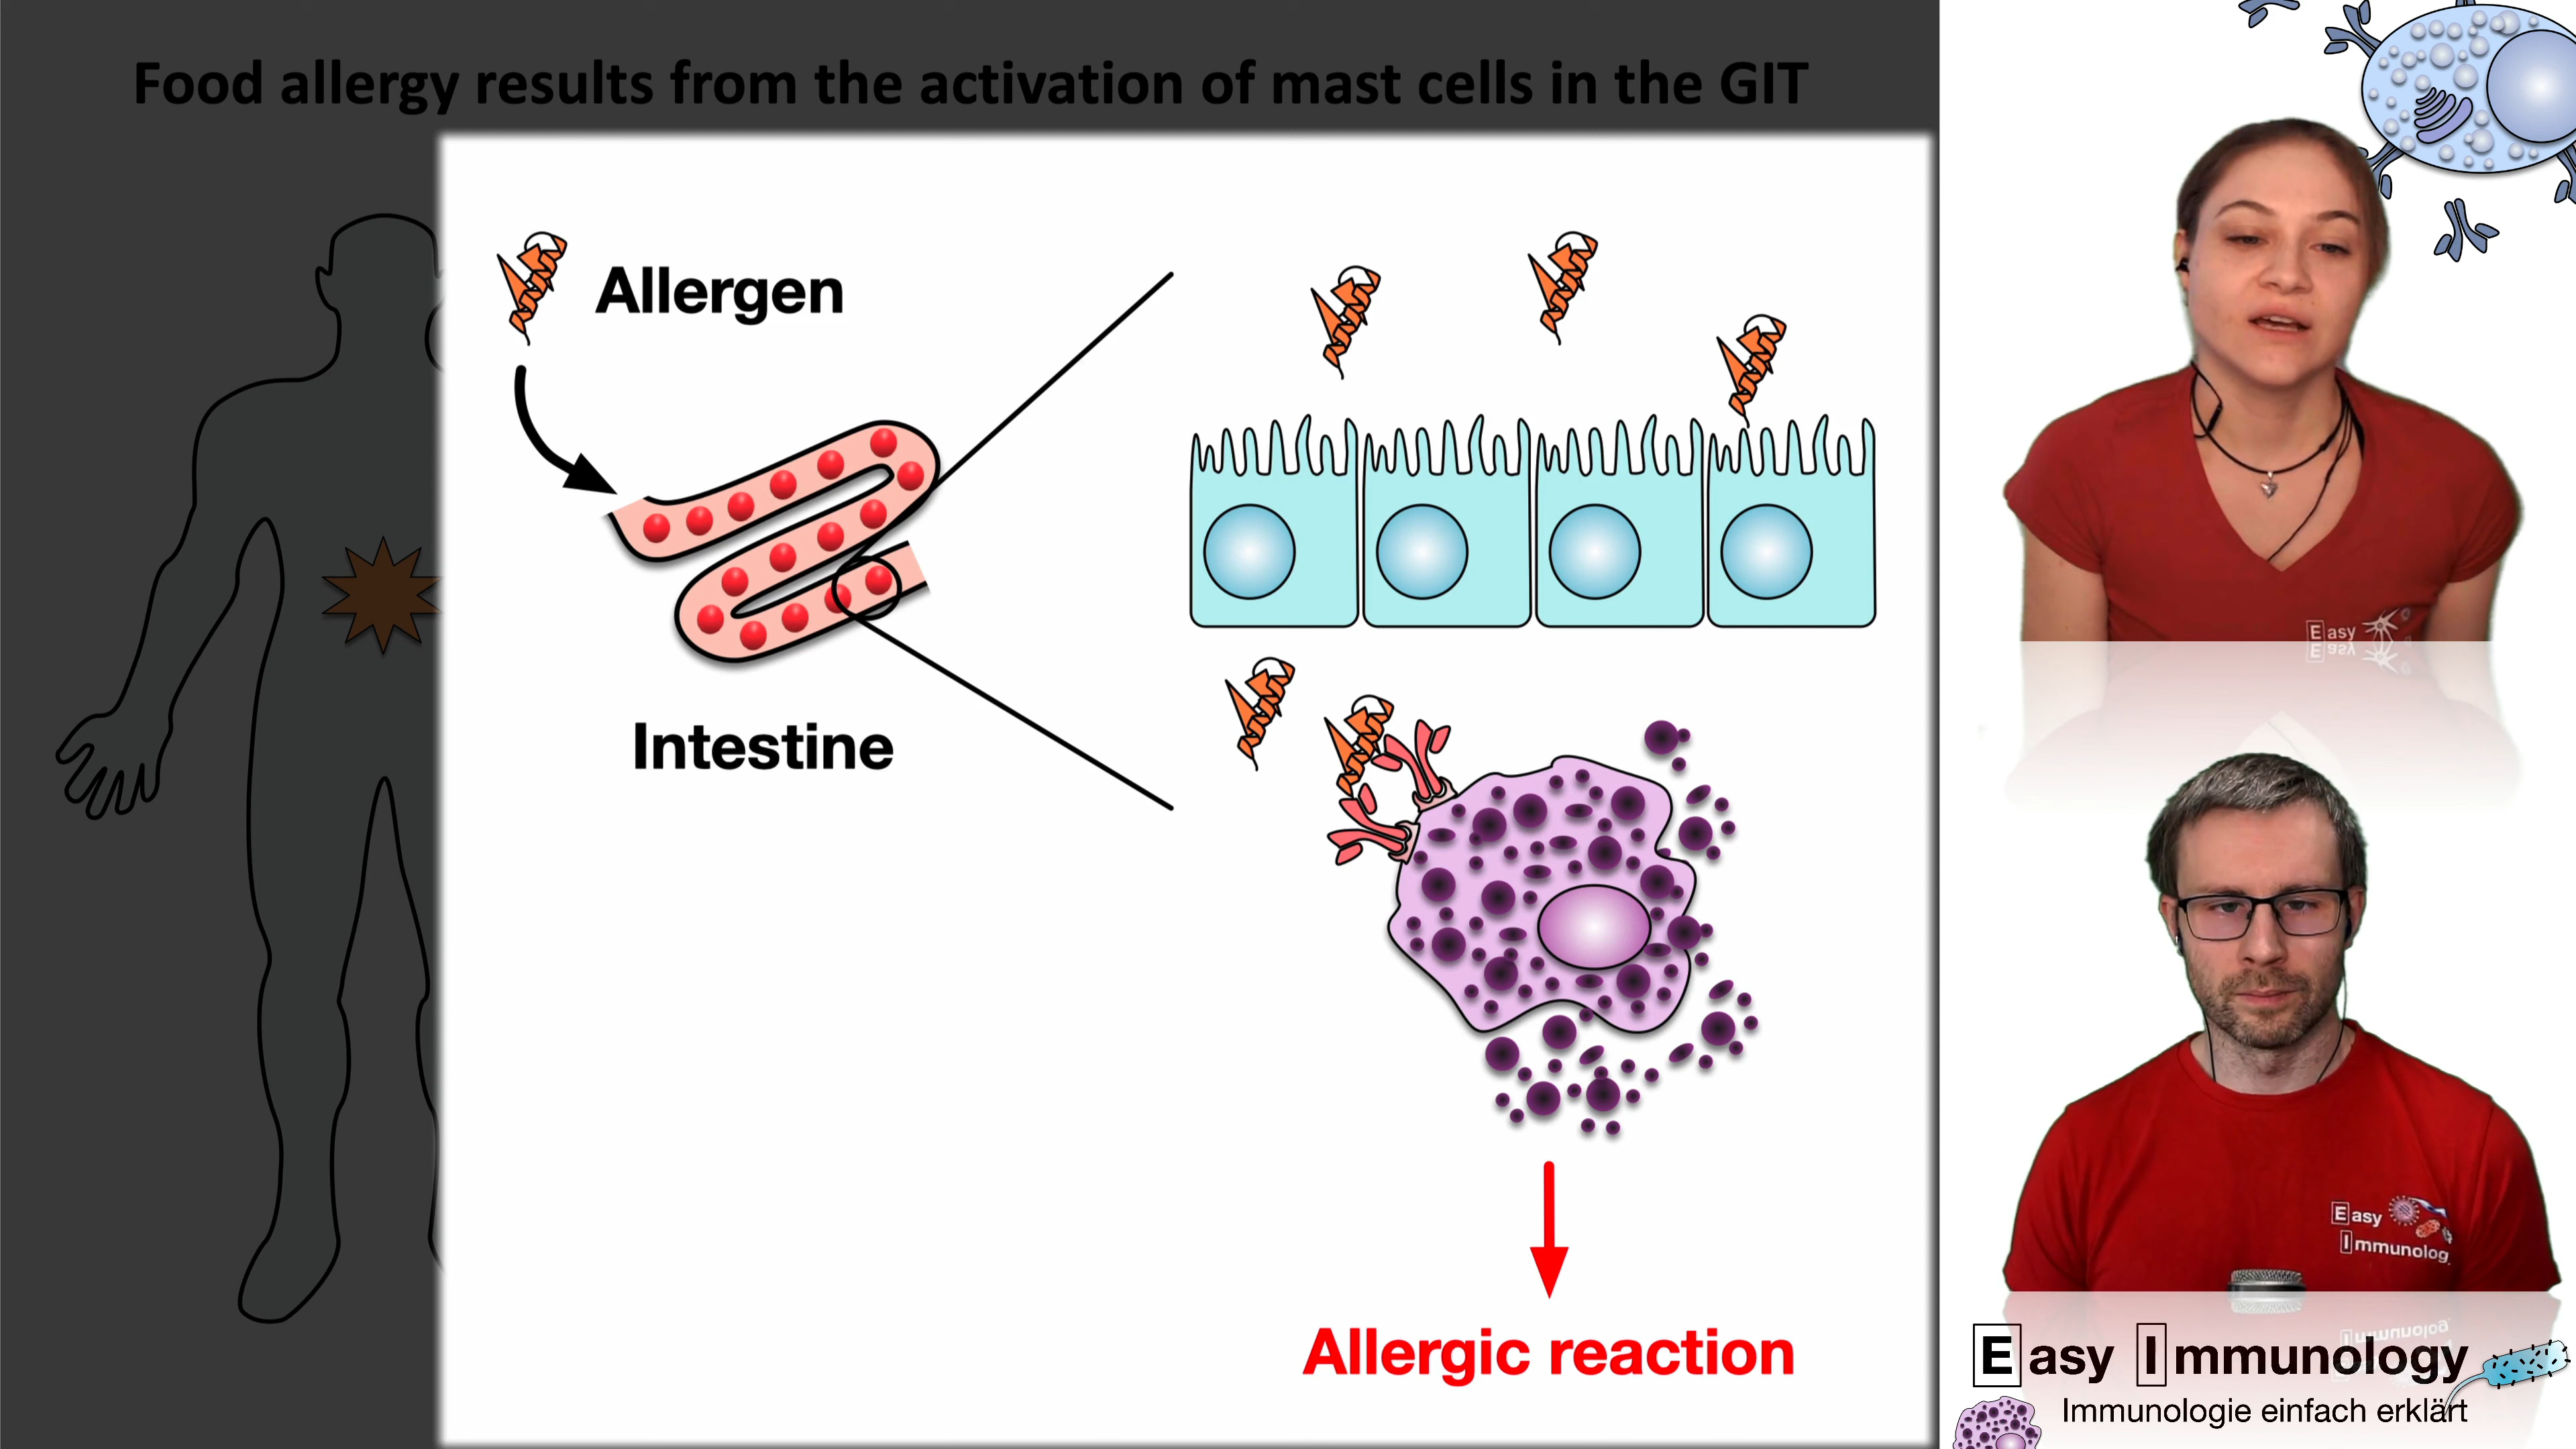 Food allergy results from the activation of mast cells in the GIT
Allergen
Intestine
Allergic reaction
Easy
Easy
Immunolog
Easy Immunology
Immunologie einfach erklärt